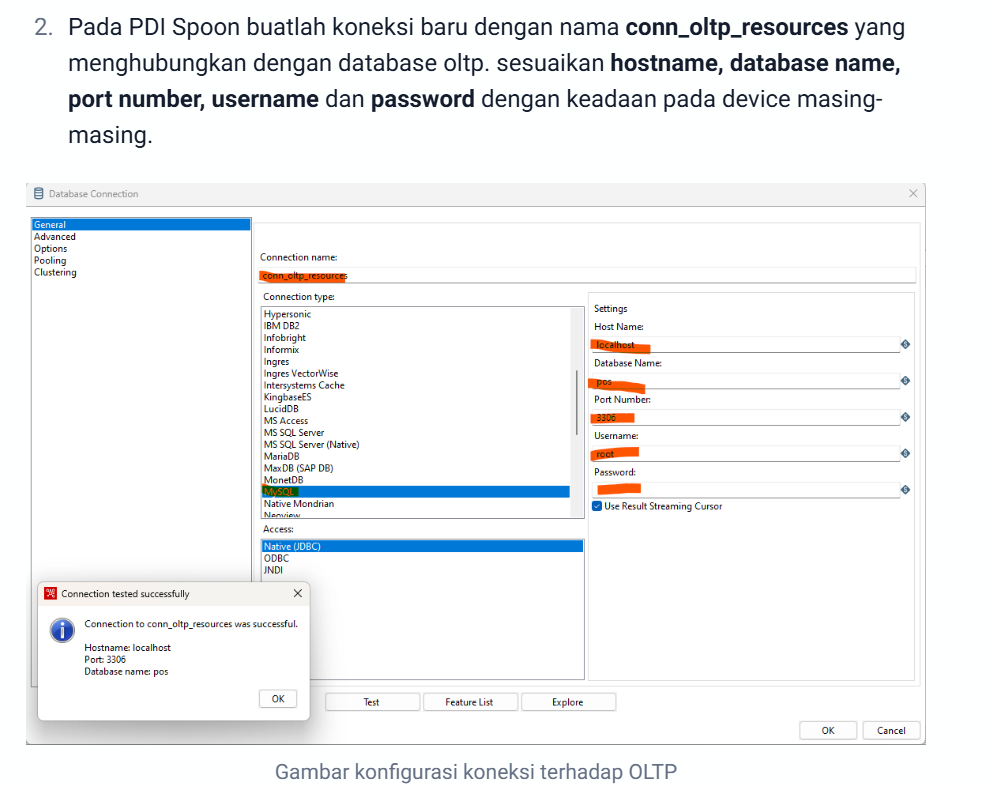 2. Pada PDI Spoon buatlah koneksi baru dengan nama conn_oltp_resources yang
menghubungkan dengan database oltp. sesuaikan hostname, database name,
port number, username dan password dengan keadaan pada device masing-
masing.
Database Connection
General
Advanced
Options
Pooling
Clustering
Connection name:
conn_oltp_resources
Connection type:
Hypersonic
IBM DB2
Infobright
Informix
Ingres
Ingres VectorWise
Intersystems Cache
KingbaseES
LucidDB
MS Access
MS SQL Server
MS SQL Server (Native)
MariaDB
MaxDB (SAP DB)
MonetDB
MySQL
Native Mondrian
Neoview
Access:
Native (JDBC)
ODBC
JNDI
Settings
Host Name:
localhost
Database Name:
pos
Port Number:
3306
Username:
root
Password:
Use Result Streaming Cursor
Connection tested successfully
Connection to conn_oltp_resources was successful.
Hostname: localhost
Port: 3306
Database name: pos
OK
Test
Feature List
Explore
OK
Cancel
Gambar konfigurasi koneksi terhadap OLTP